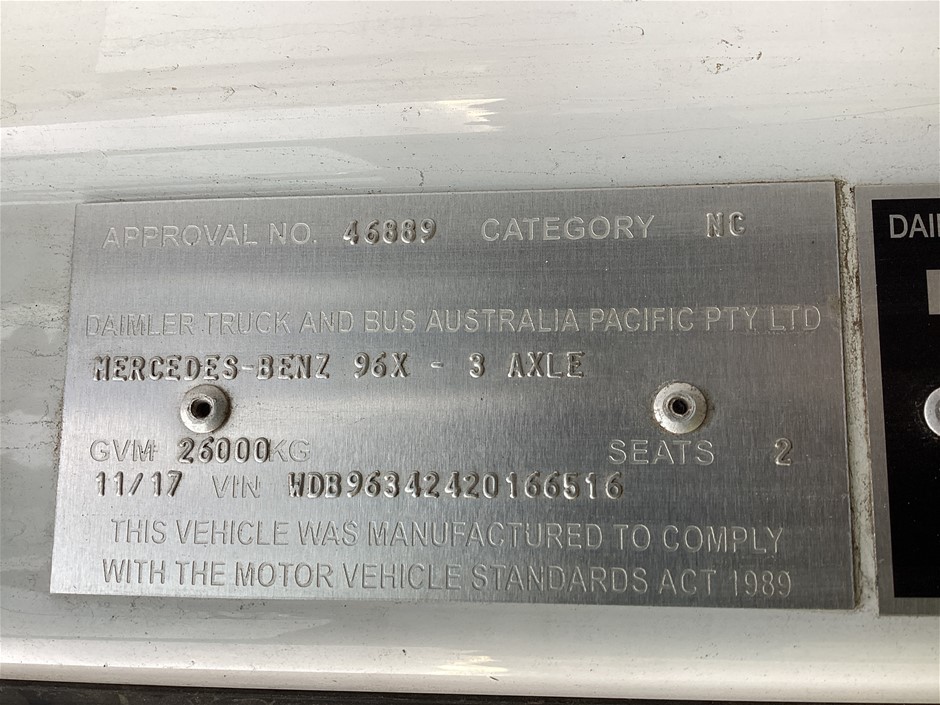 APPROVAL NO. 46889 CATEGORY NC
DAIMLER TRUCK AND BUS AUSTRALIA PACIFIC PTY LTD
MERCEDES-BENZ 96X - 3 AXLE
GVM 26000KG SEATS 2
11/17 VIN WDB96342420166516
THIS VEHICLE WAS MANUFACTURED TO COMPLY
WITH THE MOTOR VEHICLE STANDARDS ACT 1989